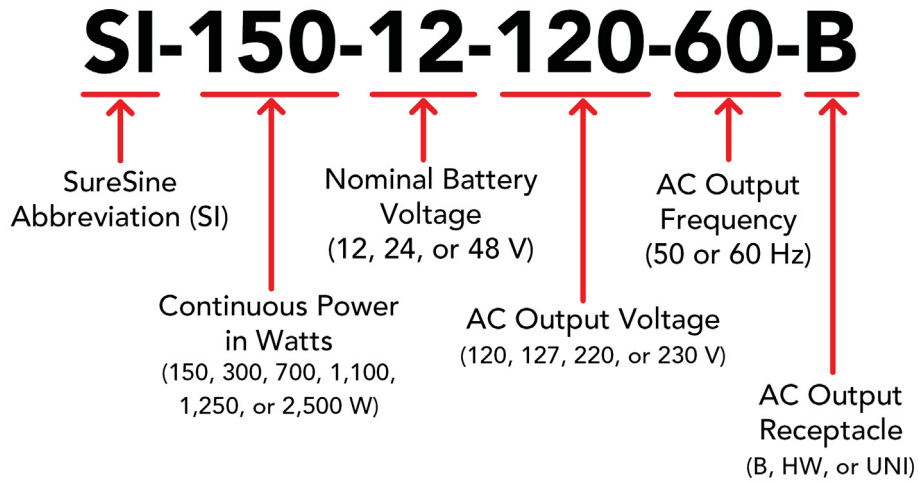 SI-150-12-120-60-B
SureSine
Abbreviation (SI)
Continuous Power
in Watts
(150, 300, 700, 1,100,
1,250, or 2,500 W)
Nominal Battery
Voltage
(12, 24, or 48 V)
AC Output Voltage
(120, 127, 220, or 230 V)
AC Output
Frequency
(50 or 60 Hz)
AC Output
Receptacle
(B, HW, or UNI)